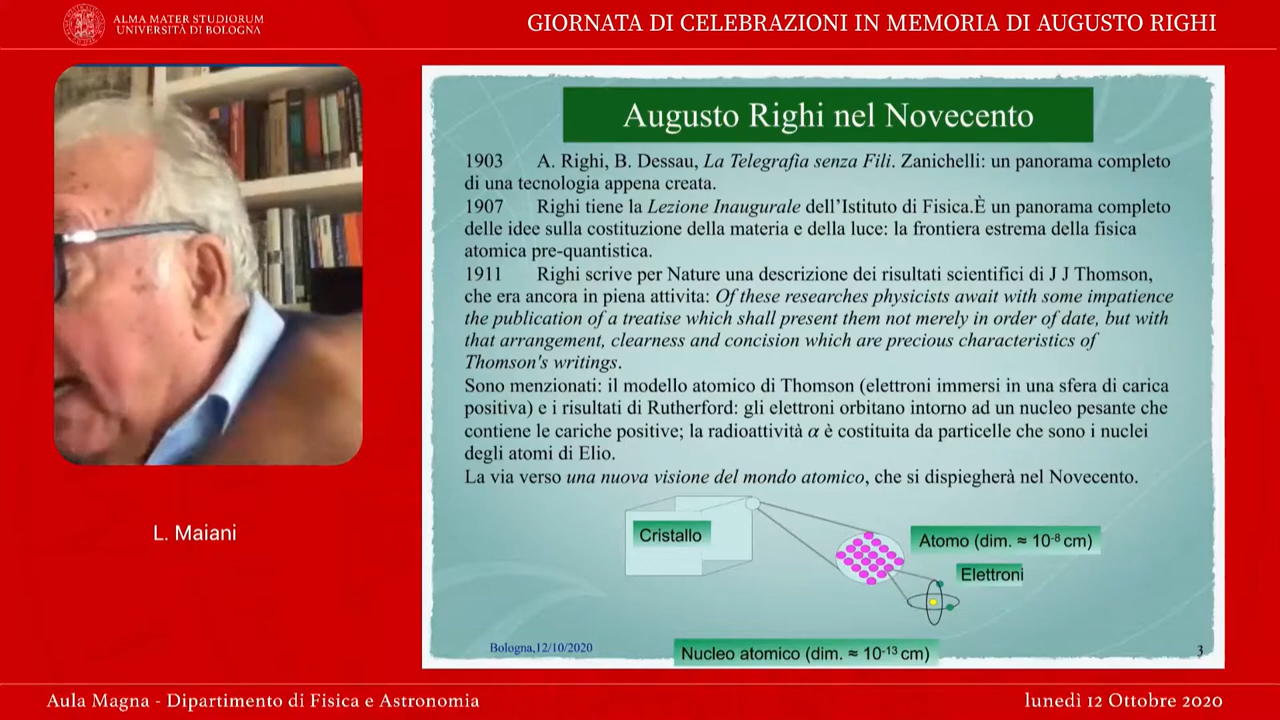 ALMA MATER STUDIORUM
UNIVERSITÀ DI BOLOGNA
GIORNATA DI CELEBRAZIONI IN MEMORIA DI AUGUSTO RIGHI
Augusto Righi nel Novecento
1903 A. Righi, B. Dessau, La Telegrafia senza Fili. Zanichelli: un panorama completo
di una tecnologia appena creata.
1907 Righi tiene la Lezione Inaugurale dell'Istituto di Fisica.È un panorama completo
delle idee sulla costituzione della materia e della luce: la frontiera estrema della fisica
atomica pre-quantistica.
1911 Righi scrive per Nature una descrizione dei risultati scientifici di J J Thomson,
che era ancora in piena attivita: Of these researches physicists await with some impatience
the publication of a treatise which shall present them not merely in order of date, but with
that arrangement, clearness and concision which are precious characteristics of
Thomson's writings.
Sono menzionati: il modello atomico di Thomson (elettroni immersi in una sfera di carica
positiva) e i risultati di Rutherford: gli elettroni orbitano intorno ad un nucleo pesante che
contiene le cariche positive; la radioattività α è costituita da particelle che sono i nuclei
degli atomi di Elio.
La via verso una nuova visione del mondo atomico, che si dispiegherà nel Novecento.
Cristallo
Atomo (dim. ≈ 10⁻⁸ cm)
Elettroni
Nucleo atomico (dim. ≈ 10⁻¹³ cm)
Bologna,12/10/2020
3
L. Maiani
Aula Magna - Dipartimento di Fisica e Astronomia
lunedì 12 Ottobre 2020